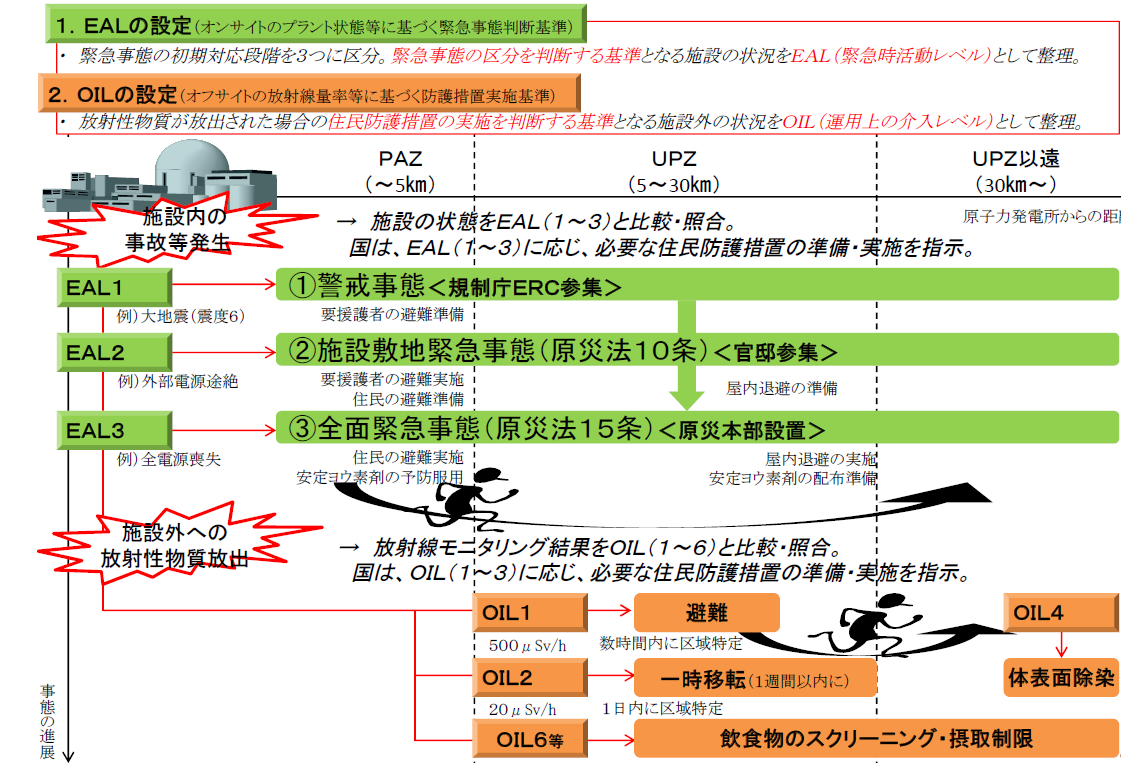 １．EALの設定（オンサイトのプラント状態等に基づく緊急事態判断基準）
・ 緊急事態の初期対応段階を３つに区分。緊急事態の区分を判断する基準となる施設の状況をEAL（緊急時活動レベル）として整理。
２．OILの設定（オフサイトの放射線量率等に基づく防護措置実施基準）
・ 放射性物質が放出された場合の住民防護措置の実施を判断する基準となる施設外の状況をOIL（運用上の介入レベル）として整理。
PAZ
（～5km）
UPZ
（5～30km）
UPZ以遠
（30km～）
原子力発電所からの距
施設内の
事故等発生
→ 施設の状態をEAL（１～３）と比較・照合。
国は、EAL（１～３）に応じ、必要な住民防護措置の準備・実施を指示。
EAL１
例）大地震（震度6）
①警戒事態＜規制庁ERC参集＞
要援護者の避難準備
EAL２
例）外部電源途絶
②施設敷地緊急事態（原災法１０条）＜官邸参集＞
要援護者の避難実施
住民の避難準備
屋内退避の準備
EAL３
例）全電源喪失
③全面緊急事態（原災法１５条）＜原災本部設置＞
住民の避難実施
安定ヨウ素剤の予防服用
屋内退避の実施
安定ヨウ素剤の配布準備
施設外への
放射性物質放出
→ 放射線モニタリング結果をOIL（１～６）と比較・照合。
国は、OIL（１～３）に応じ、必要な住民防護措置の準備・実施を指示。
OIL１
500μSv/h
避難
数時間内に区域特定
OIL４
体表面除染
OIL２
20μSv/h
一時移転（1週間以内に）
1日内に区域特定
OIL６等
飲食物のスクリーニング・摂取制限
事態の進展